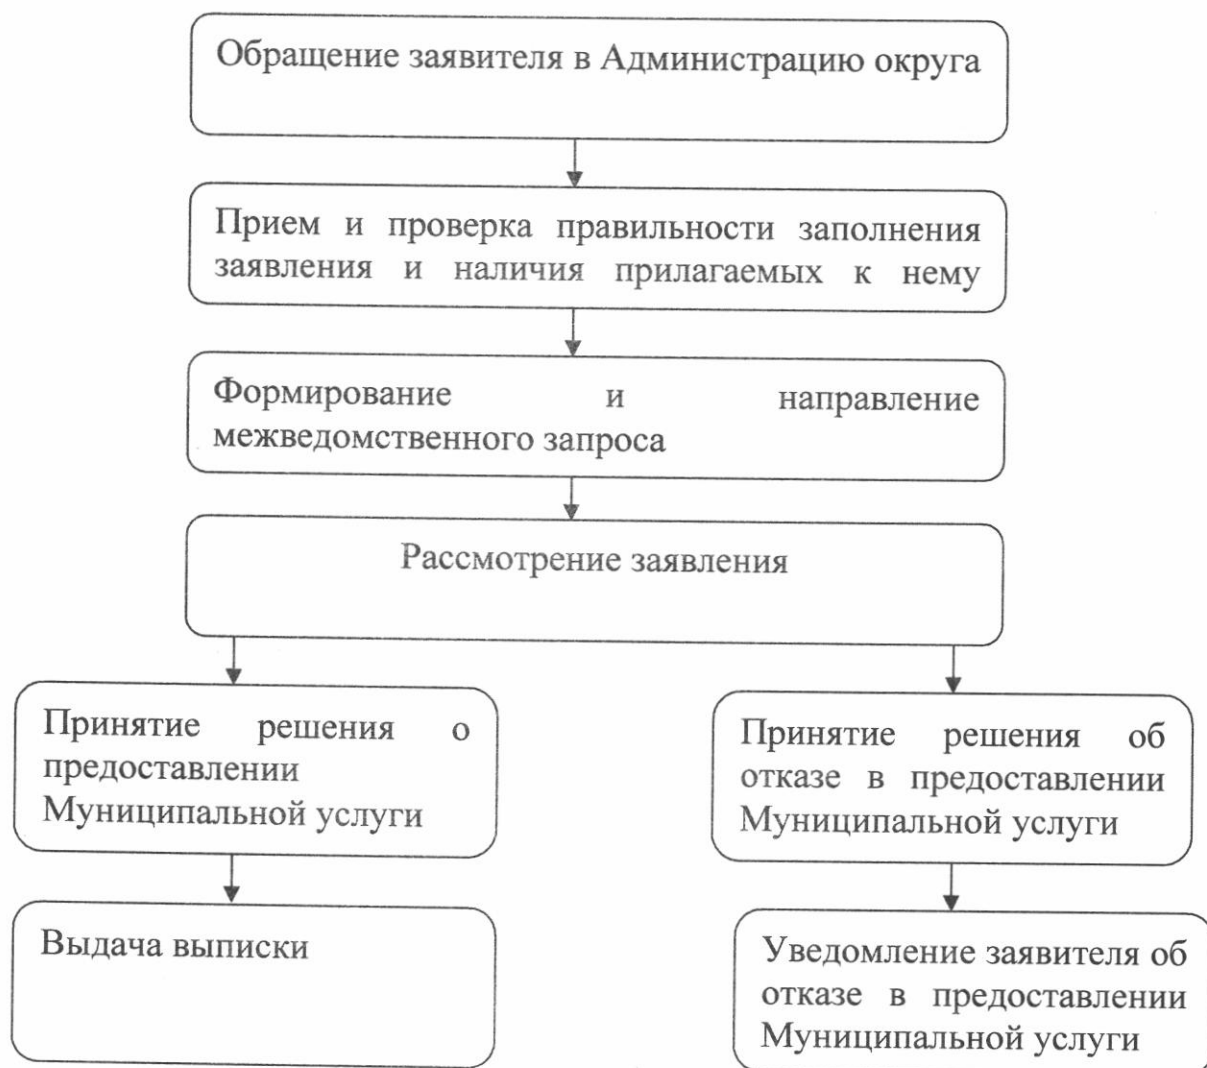 Обращение заявителя в Администрацию округа
Прием и проверка правильности заполнения
заявления и наличия прилагаемых к нему
Формирование и направление
межведомственного запроса
Рассмотрение заявления
Принятие решения о
предоставлении
Муниципальной услуги
Принятие решения об
отказе в предоставлении
Муниципальной услуги
Выдача выписки
Уведомление заявителя об
отказе в предоставлении
Муниципальной услуги